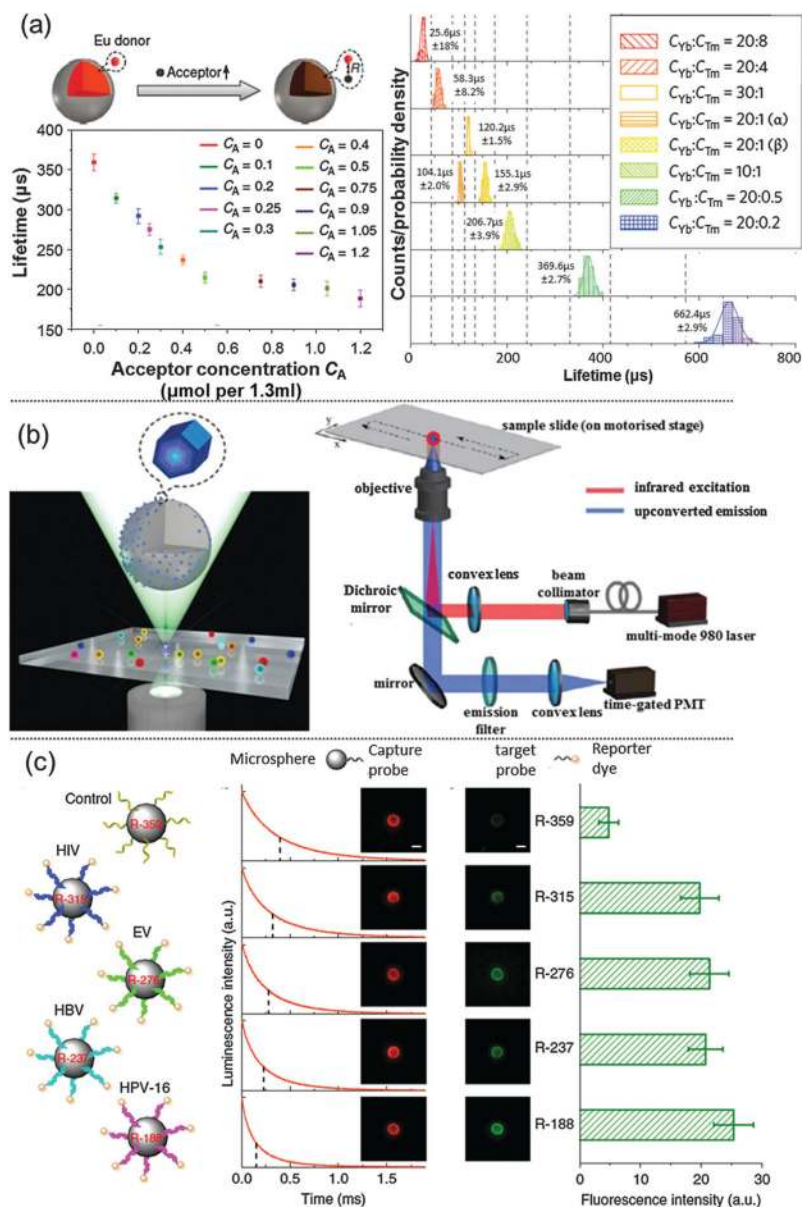 (a)
Eu donor
Acceptor
R
Lifetime (µs)
400
350
300
250
200
150
C_A = 0
C_A = 0.1
C_A = 0.2
C_A = 0.25
C_A = 0.3
C_A = 0.4
C_A = 0.5
C_A = 0.75
C_A = 0.9
C_A = 1.05
C_A = 1.2
0.0 0.2 0.4 0.6 0.8 1.0 1.2
Acceptor concentration C_A
(µmol per 1.3ml)
Counts/probability density
25.6µs
±18%
58.3µs
±8.2%
120.2µs
±1.5%
104.1µs
±2.0%
155.1µs
±2.9%
206.7µs
±3.9%
369.6µs
±2.7%
662.4µs
±2.9%
C_Yb:C_Tm = 20:8
C_Yb:C_Tm = 20:4
C_Yb:C_Tm = 30:1
C_Yb:C_Tm = 20:1 (α)
C_Yb:C_Tm = 20:1 (β)
C_Yb:C_Tm = 10:1
C_Yb:C_Tm = 20:0.5
C_Yb:C_Tm = 20:0.2
0 200 400 600 800
Lifetime (µs)
(b)
y
x
sample slide (on motorised stage)
objective
infrared excitation
upconverted emission
Dichroic
mirror
convex lens
beam
collimator
multi-mode 980 laser
mirror
emission
filter
convex lens
time-gated PMT
(c)
Microsphere
Capture
probe
target
probe
Reporter
dye
Control
R-359
HIV
R-315
EV
R-276
HBV
R-237
HPV-16
R-188
Luminescence intensity (a.u.)
0 0.5 1.0 1.5
Time (ms)
R-359
R-315
R-276
R-237
R-188
0 10 20 30
Fluorescence intensity (a.u.)